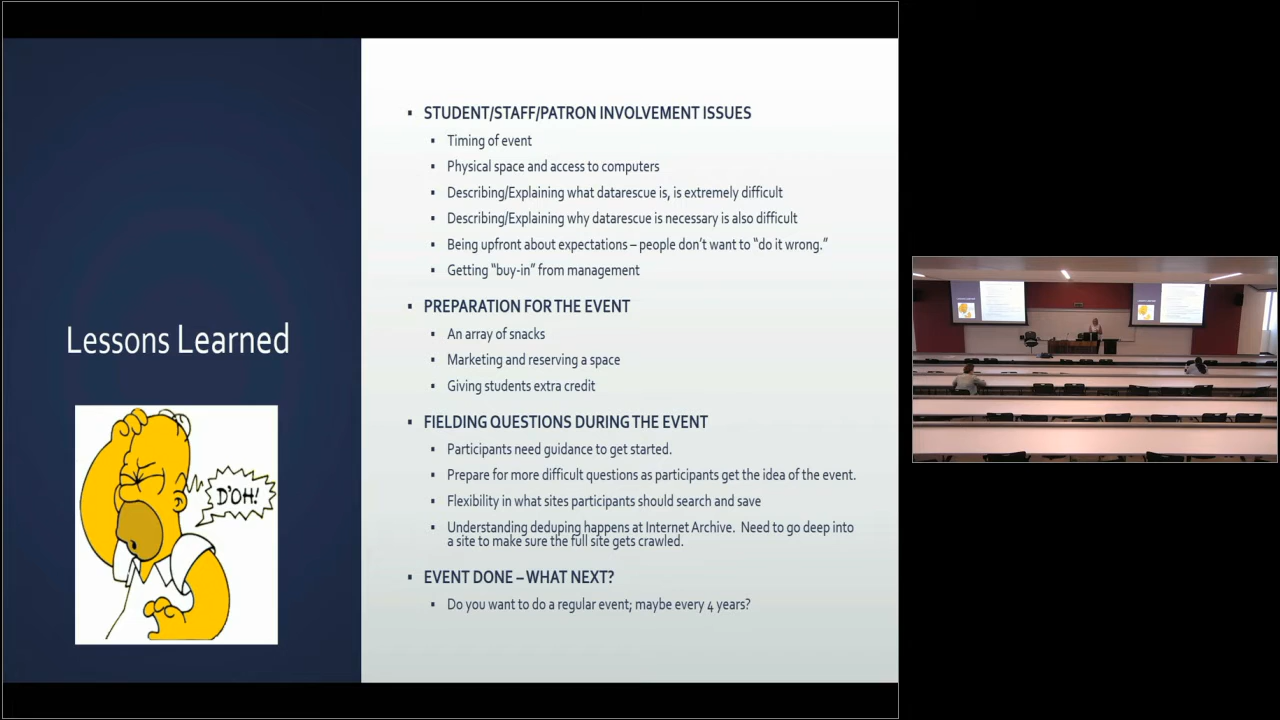 Lessons Learned
D'OH!
▪ STUDENT/STAFF/PATRON INVOLVEMENT ISSUES
▪ Timing of event
▪ Physical space and access to computers
▪ Describing/Explaining what datarescue is, is extremely difficult
▪ Describing/Explaining why datarescue is necessary is also difficult
▪ Being upfront about expectations – people don't want to "do it wrong."
▪ Getting "buy-in" from management
▪ PREPARATION FOR THE EVENT
▪ An array of snacks
▪ Marketing and reserving a space
▪ Giving students extra credit
▪ FIELDING QUESTIONS DURING THE EVENT
▪ Participants need guidance to get started.
▪ Prepare for more difficult questions as participants get the idea of the event.
▪ Flexibility in what sites participants should search and save
▪ Understanding deduping happens at Internet Archive. Need to go deep into
a site to make sure the full site gets crawled.
▪ EVENT DONE – WHAT NEXT?
▪ Do you want to do a regular event; maybe every 4 years?